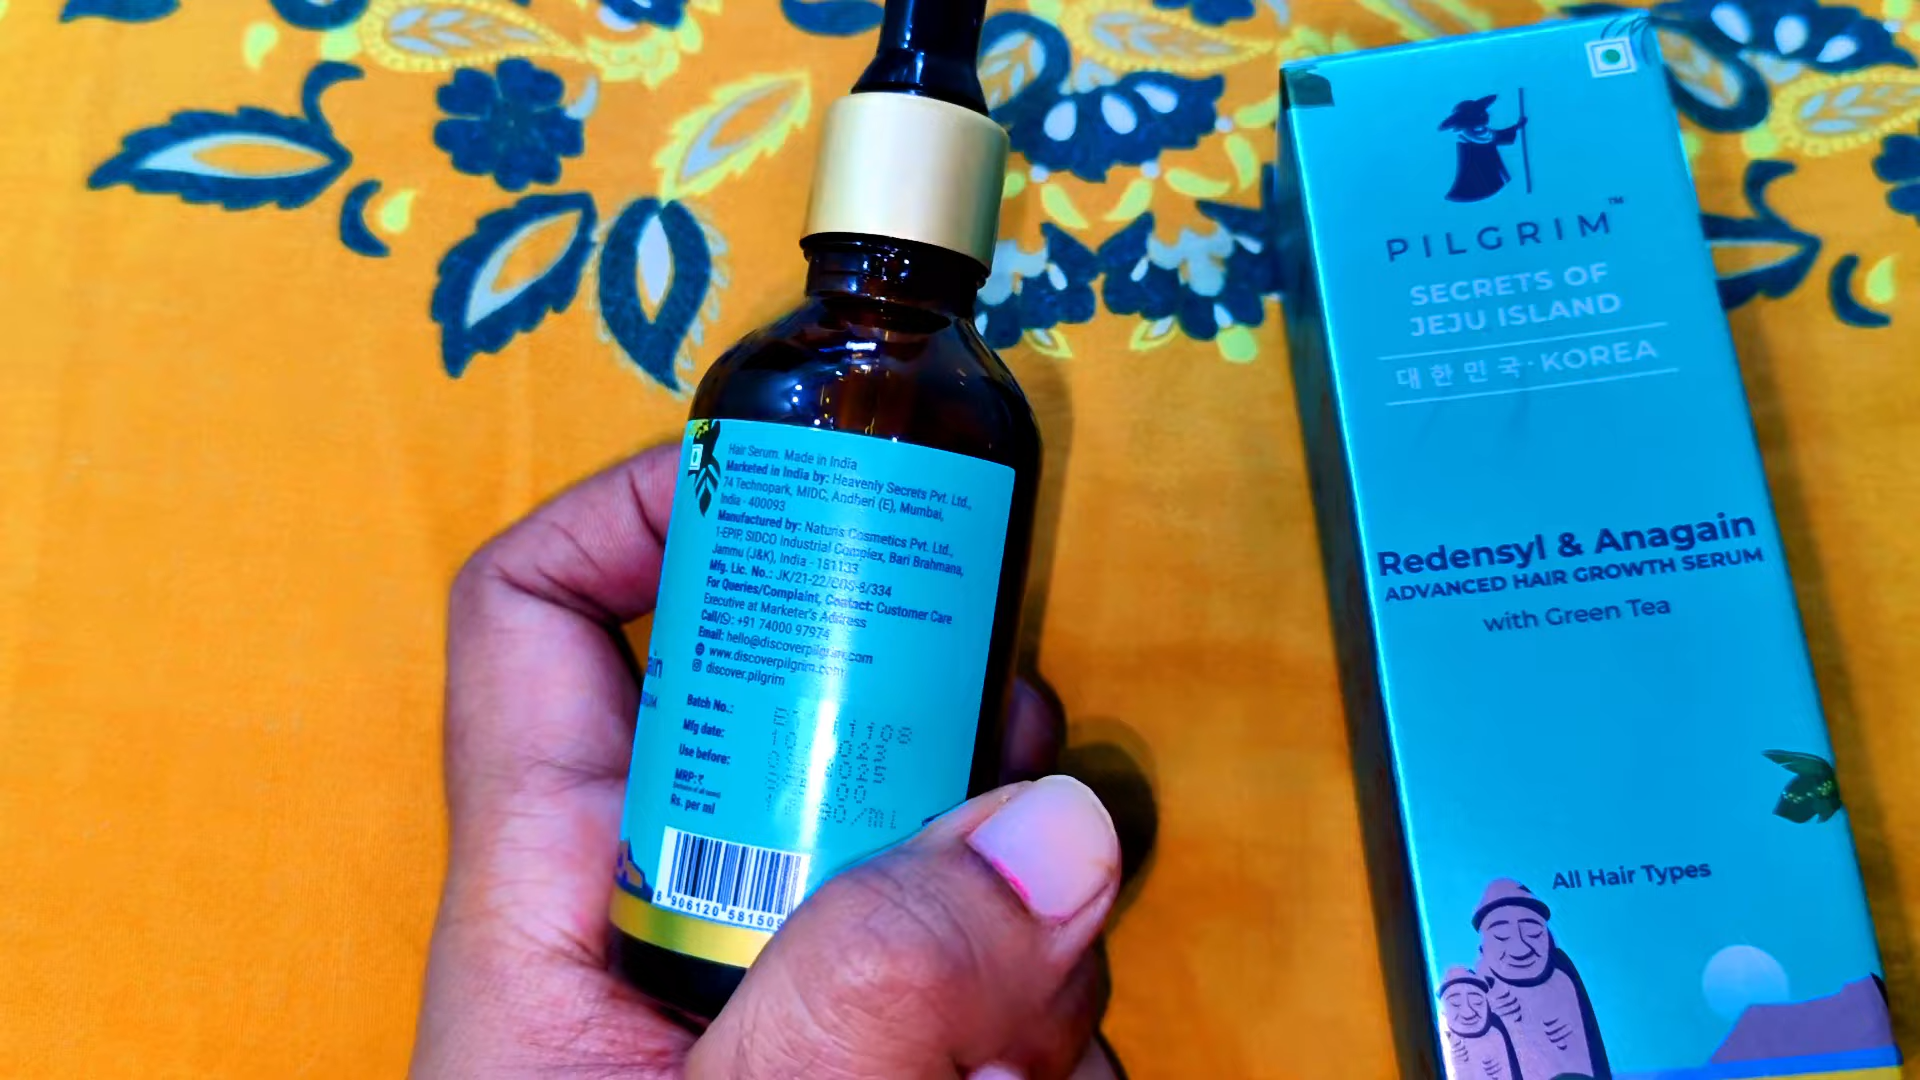 Hair Serum. Made in India
Marketed in India by: Heavenly Secrets Pvt. Ltd.,
74 Technopark, MIDC, Andheri (E), Mumbai,
India - 400093
Manufactured by: Naturis Cosmetics Pvt. Ltd.,
1-EPIP, SIDCO Industrial Complex, Bari Brahmana,
Jammu (J&K), India - 181133
Mfg. Lic. No.: JK/21-22/COS-8/334
For Queries/Complaint, Contact: Customer Care
Executive at Marketer's Address
Call/: +91 74000 97974
Email: hello@discoverpilgrim.com
www.discoverpilgrim.com
discover.pilgrim
Batch No.:
Mfg date:
Use before:
MRP: ₹
Rs. per ml
8 906120 581509
PILGRIM™
SECRETS OF
JEJU ISLAND
대한민국·KOREA
Redensyl & Anagain
ADVANCED HAIR GROWTH SERUM
with Green Tea
All Hair Types